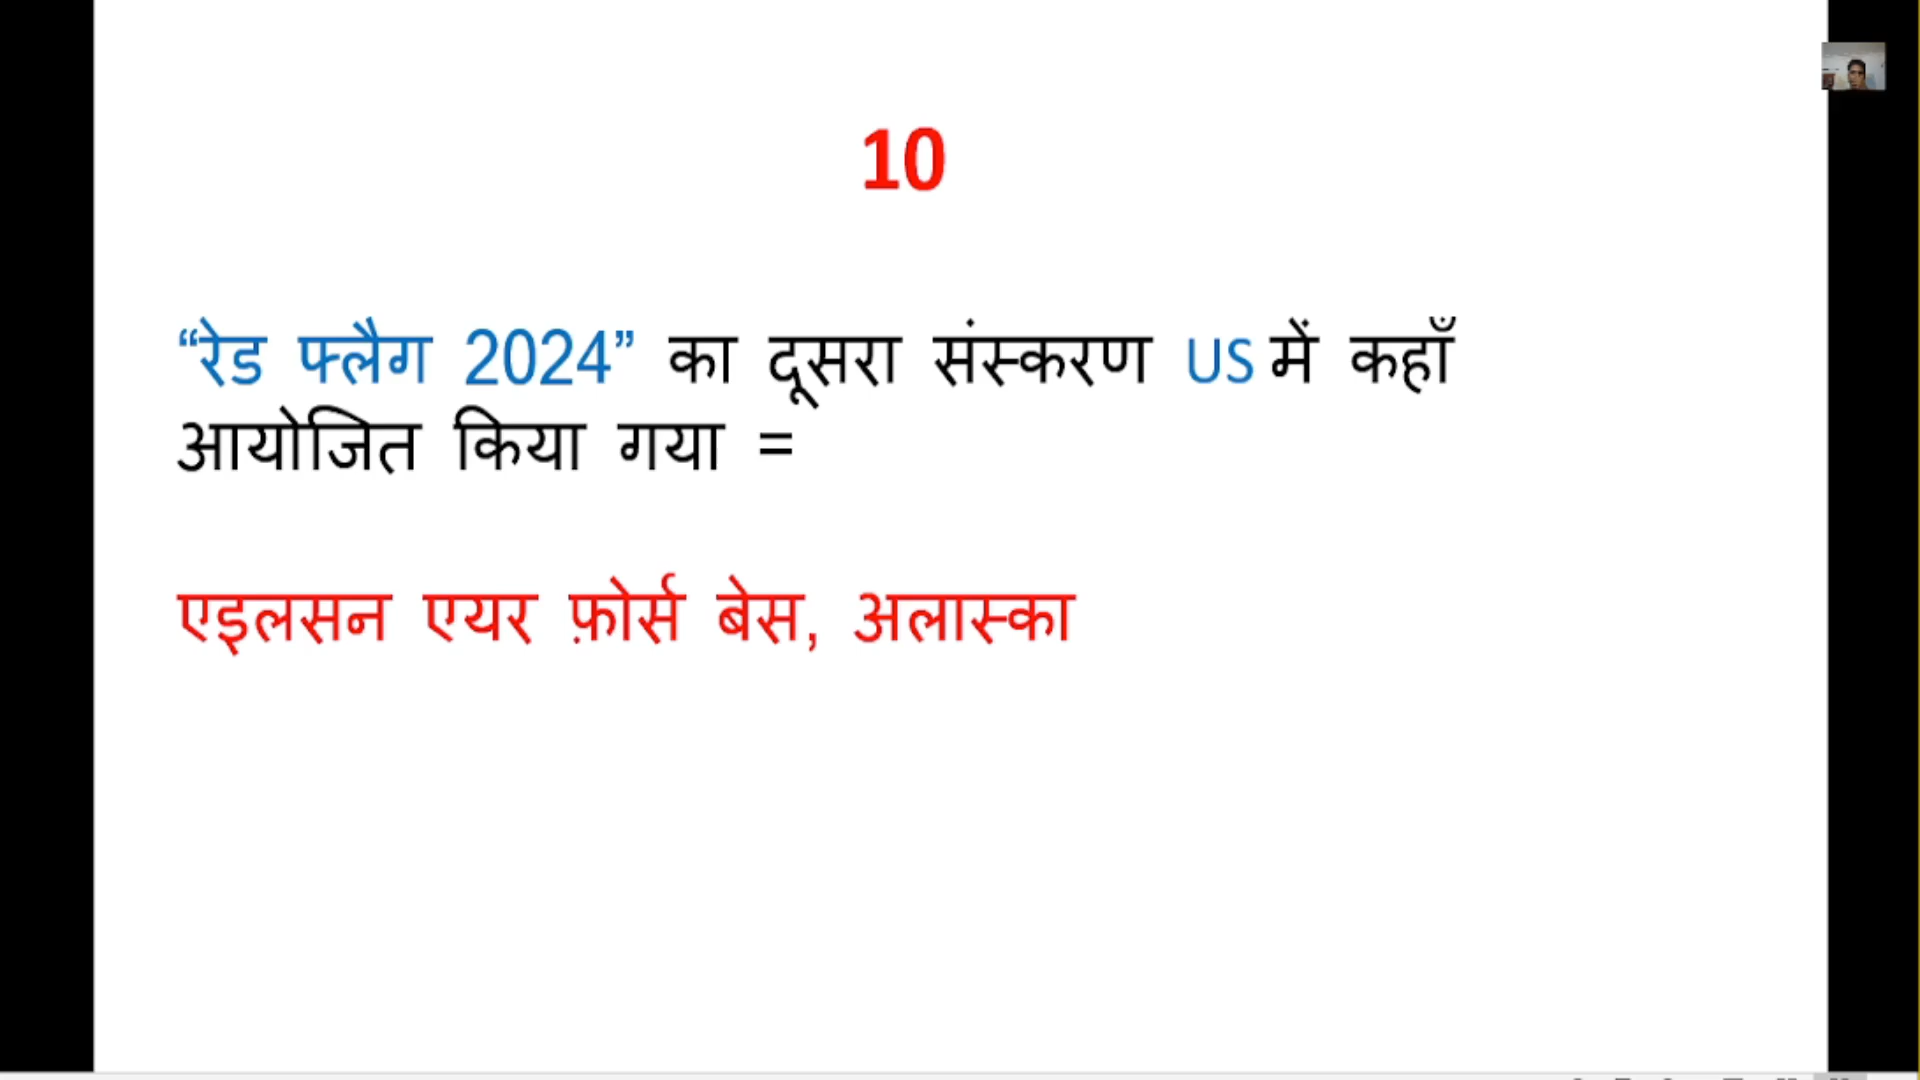 10
“रेड फ्लैग 2024” का दूसरा संस्करण US में कहाँ
आयोजित किया गया =
एइलसन एयर फ़ोर्स बेस, अलास्का